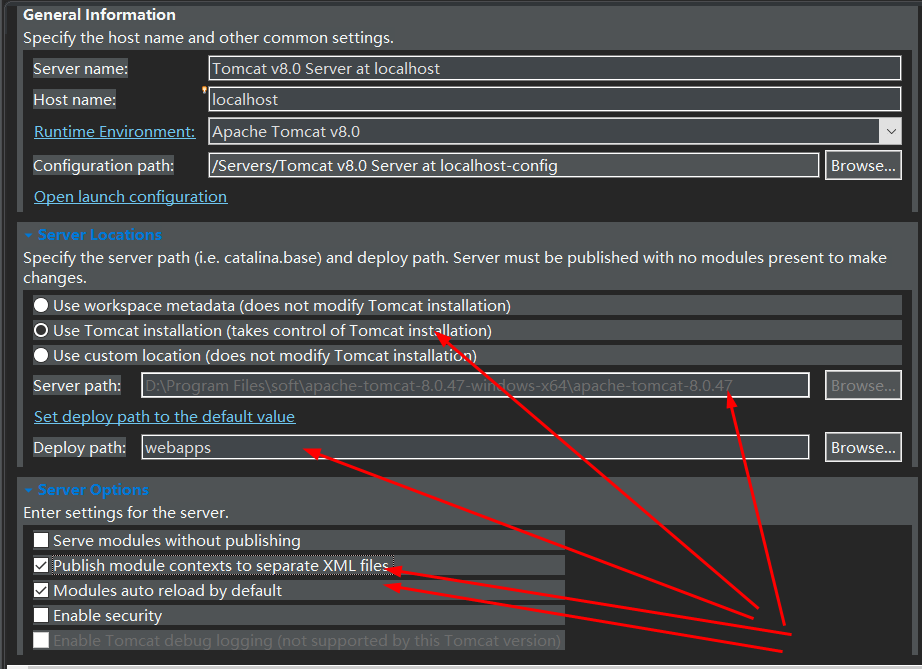 General Information
Specify the host name and other common settings.
Server name: Tomcat v8.0 Server at localhost
Host name: localhost
Runtime Environment: Apache Tomcat v8.0
Configuration path: /Servers/Tomcat v8.0 Server at localhost-config Browse...
Open launch configuration
Server Locations
Specify the server path (i.e. catalina.base) and deploy path. Server must be published with no modules present to make
changes.
Use workspace metadata (does not modify Tomcat installation)
Use Tomcat installation (takes control of Tomcat installation)
Use custom location (does not modify Tomcat installation)
Server path: D:\Program Files\soft\apache-tomcat-8.0.47-windows-x64\apache-tomcat-8.0.47 Browse...
Set deploy path to the default value
Deploy path: webapps Browse...
Server Options
Enter settings for the server.
Serve modules without publishing
Publish module contexts to separate XML files
Modules auto reload by default
Enable security
Enable Tomcat debug logging (not supported by this Tomcat version)